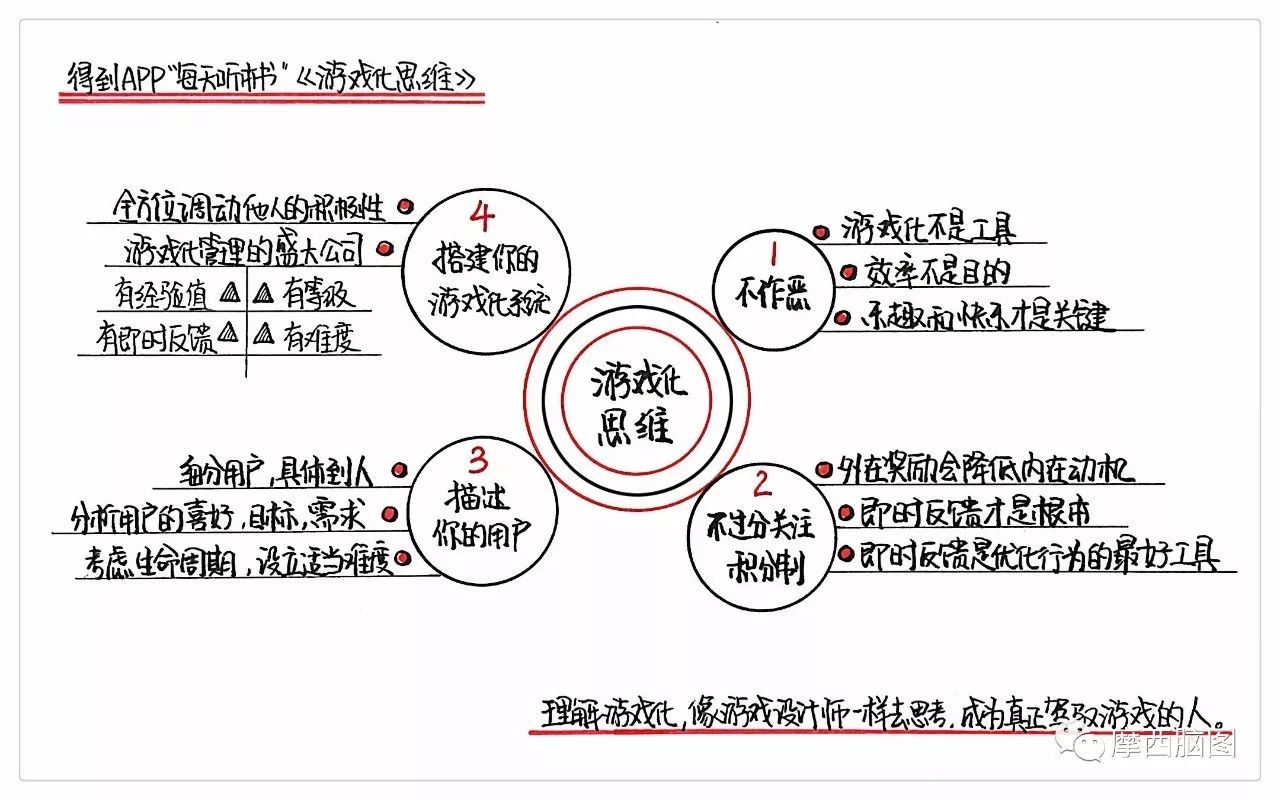 得到APP“每天听本书”《游戏化思维》
游戏化
思维
1
不作恶
游戏化不是工具
效率不是目的
乐趣和快乐才是关键
2
不过分关注
积分制
外在奖励会降低内在动机
即时反馈才是根本
即时反馈是优化行为的最好工具
3
描述
你的用户
细分用户,具体到人
分析用户的喜好,目标,需求
考虑生命周期,设立适当难度
4
搭建你的
游戏化系统
全方位调动他人的积极性
游戏化管理的盛大公司
有经验值 有等级
有即时反馈 有难度
理解游戏化,像游戏设计师一样去思考,成为真正驾驭游戏的人。
摩西脑图